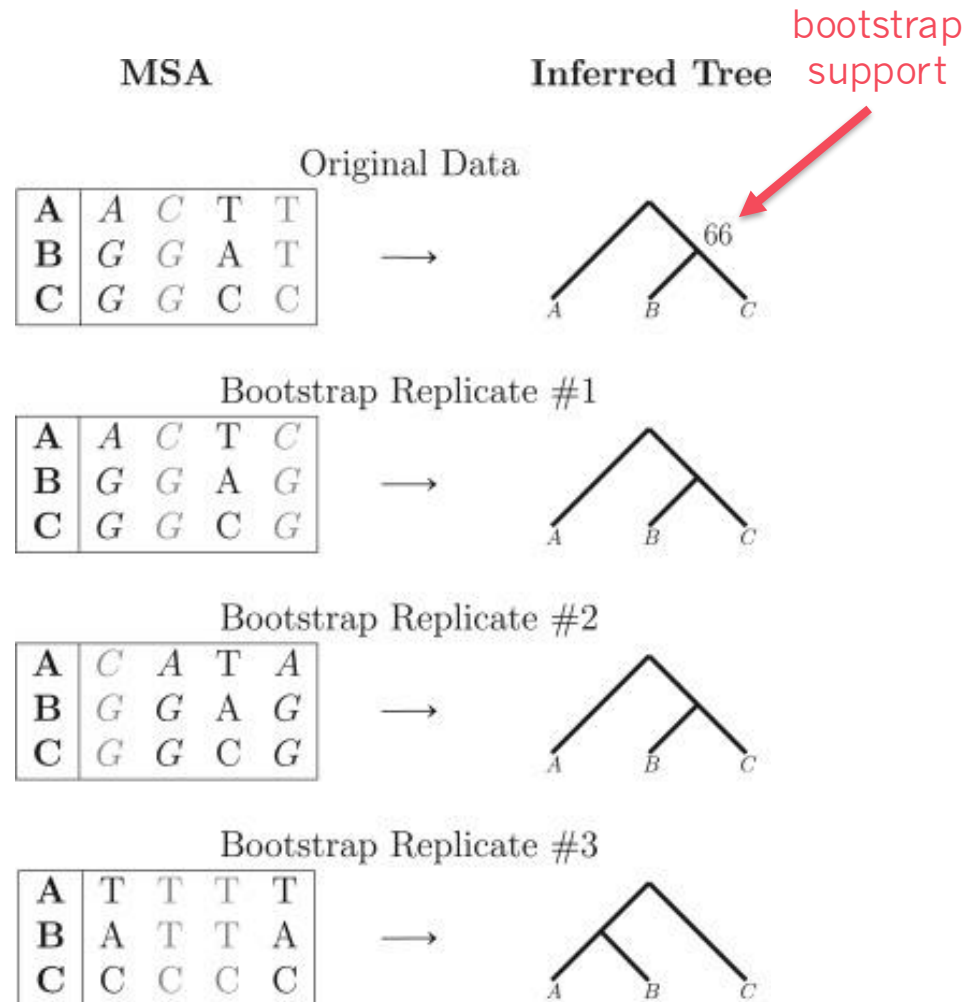 bootstrap
support
MSA Inferred Tree
Original Data
A A C T T
B G G A T
C G G C C
→
66
A B C
Bootstrap Replicate #1
A A C T C
B G G A G
C G G C G
→
A B C
Bootstrap Replicate #2
A C A T A
B G G A G
C G G C G
→
A B C
Bootstrap Replicate #3
A T T T T
B A T T A
C C C C C
→
A B C